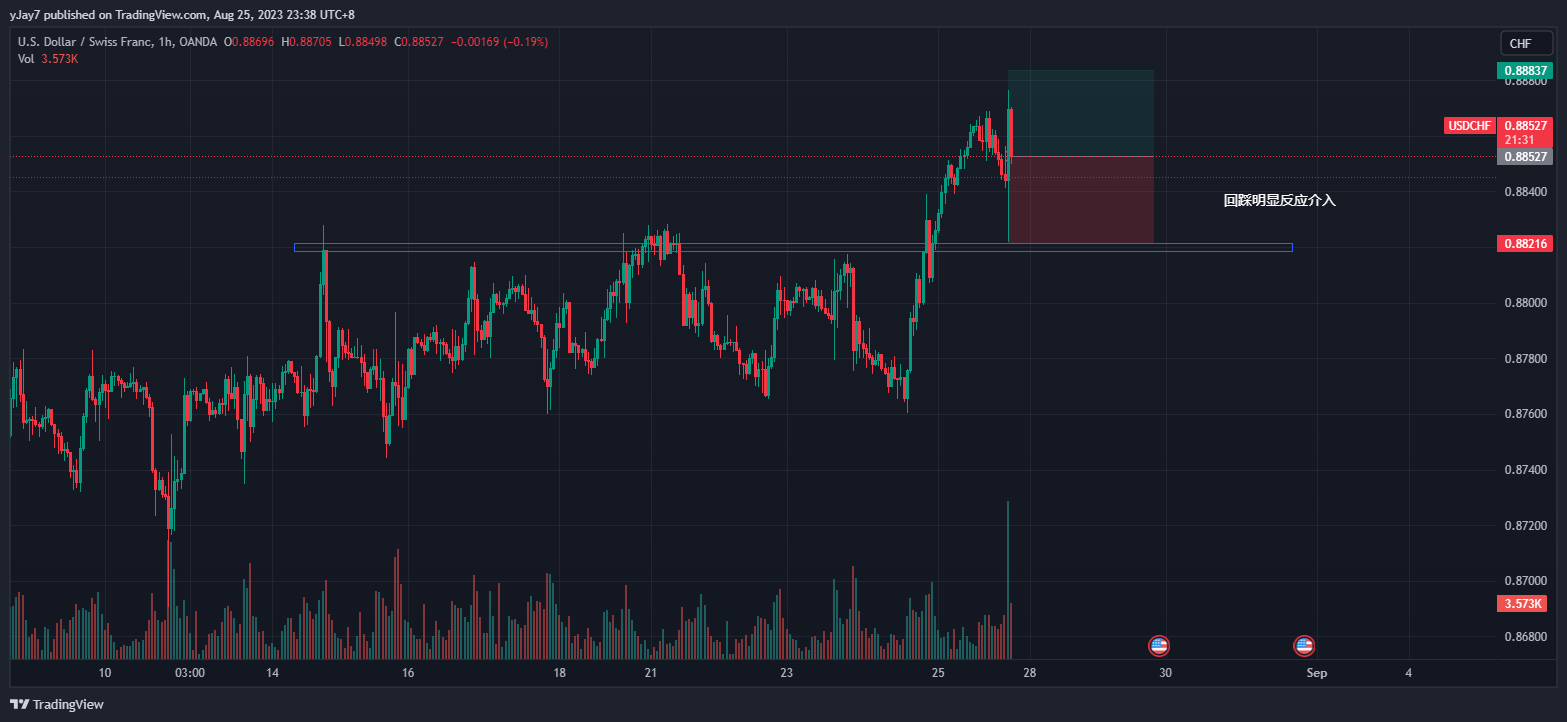 yJay7 published on TradingView.com, Aug 25, 2023 23:38 UTC+8
U.S. Dollar / Swiss Franc, 1h, OANDA O0.88696 H0.88705 L0.88498 C0.88527 −0.00169 (−0.19%)
Vol 3.573K
CHF
0.88837
0.88800
USDCHF 0.88527
21:31
0.88527
0.88400
回踩明显反应介入
0.88216
0.88000
0.87800
0.87600
0.87400
0.87200
0.87000
3.573K
0.86800
10 03:00 14 16 18 21 23 25 28 30 Sep 4
TradingView